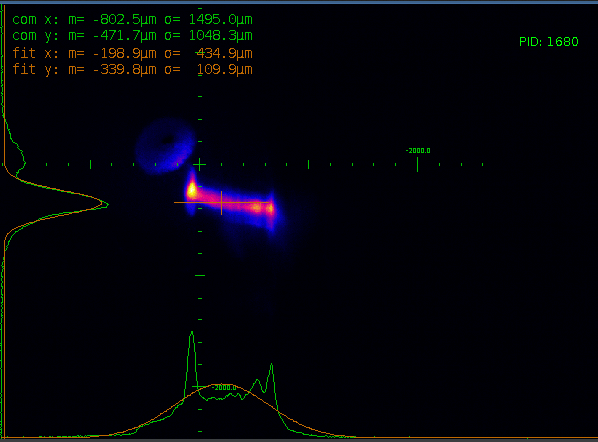 com x: m= -802.5µm σ= 1495.0µm
com y: m= -471.7µm σ= 1048.3µm
fit x: m= -198.9µm σ= 434.9µm
fit y: m= -339.8µm σ= 109.9µm
PID: 1680
-2000.0
-2000.0